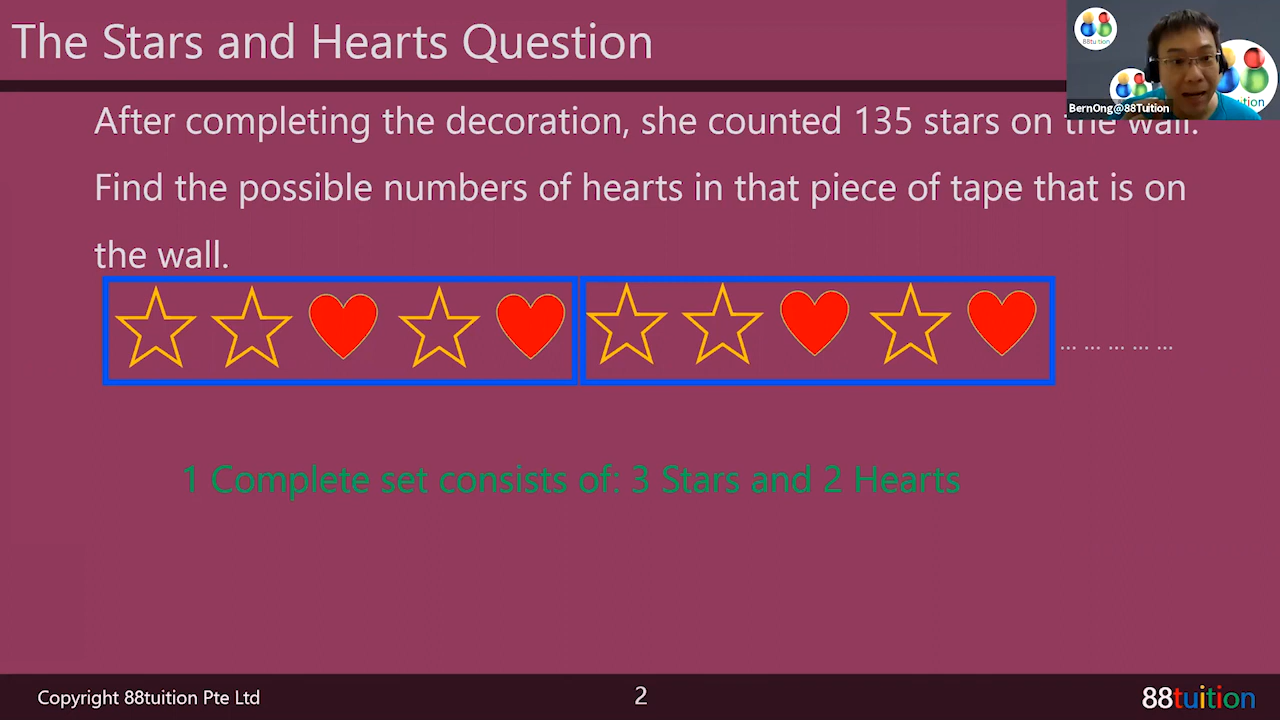 The Stars and Hearts Question
88tuition
BernOng@88Tuition
After completing the decoration, she counted 135 stars on the wall.
Find the possible numbers of hearts in that piece of tape that is on
the wall.
... ... ... ... ...
1 Complete set consists of: 3 Stars and 2 Hearts
Copyright 88tuition Pte Ltd
2
88tuition